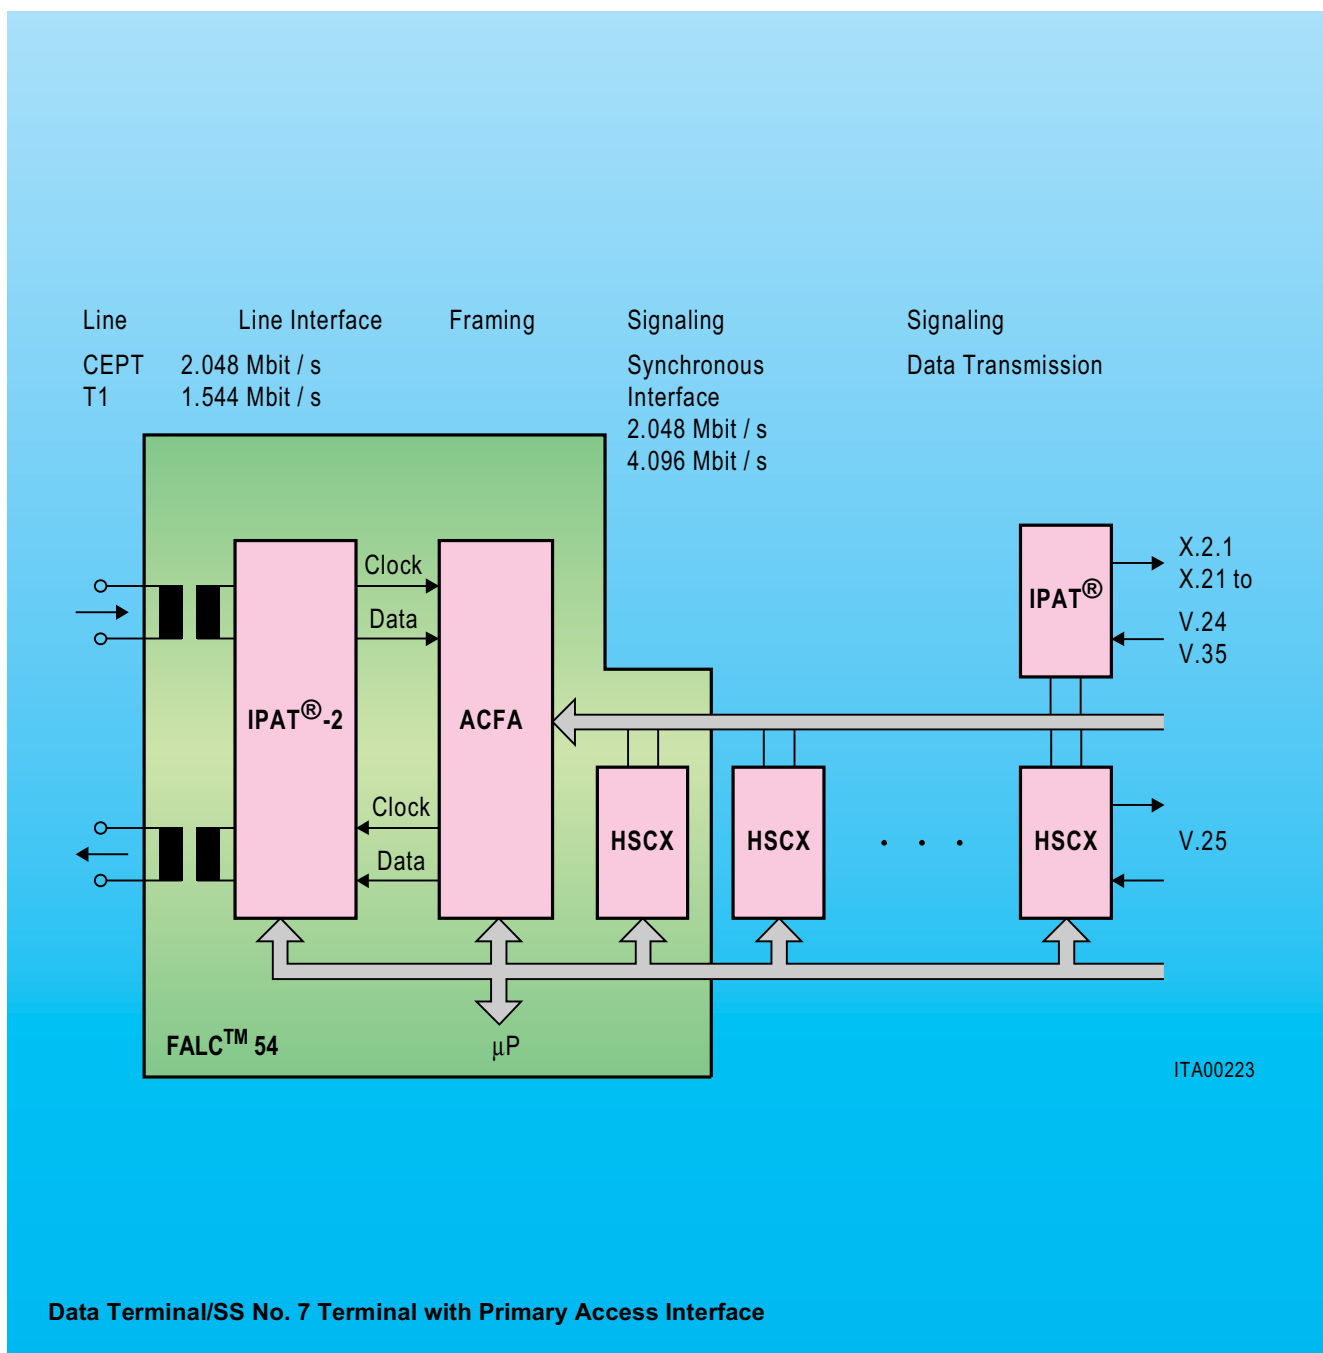 Line Line Interface Framing Signaling Signaling
CEPT 2.048 Mbit / s Synchronous Data Transmission
T1 1.544 Mbit / s Interface
2.048 Mbit / s
4.096 Mbit / s
Clock
Data
IPAT®-2
ACFA
Clock
Data
IPAT®
X.2.1
X.21 to
V.24
V.35
HSCX HSCX . . . HSCX V.25
FALC™ 54
µP
ITA00223
Data Terminal/SS No. 7 Terminal with Primary Access Interface